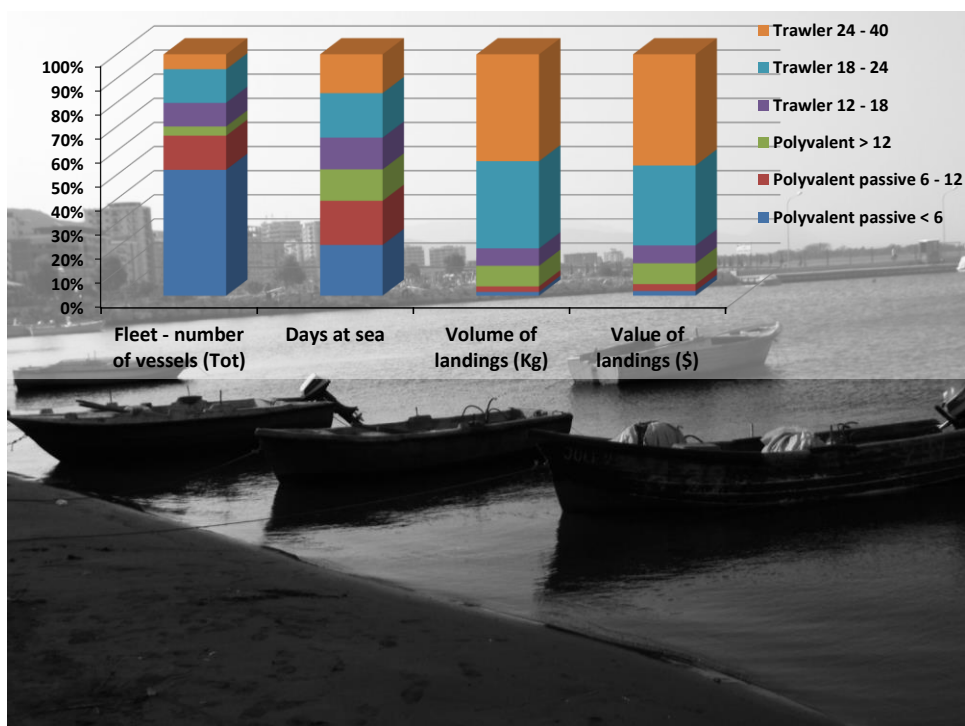 Trawler 24 - 40
Trawler 18 - 24
Trawler 12 - 18
Polyvalent > 12
Polyvalent passive 6 - 12
Polyvalent passive < 6
100%
90%
80%
70%
60%
50%
40%
30%
20%
10%
0%
Fleet - number
of vessels (Tot)
Days at sea
Volume of
landings (Kg)
Value of
landings ($)